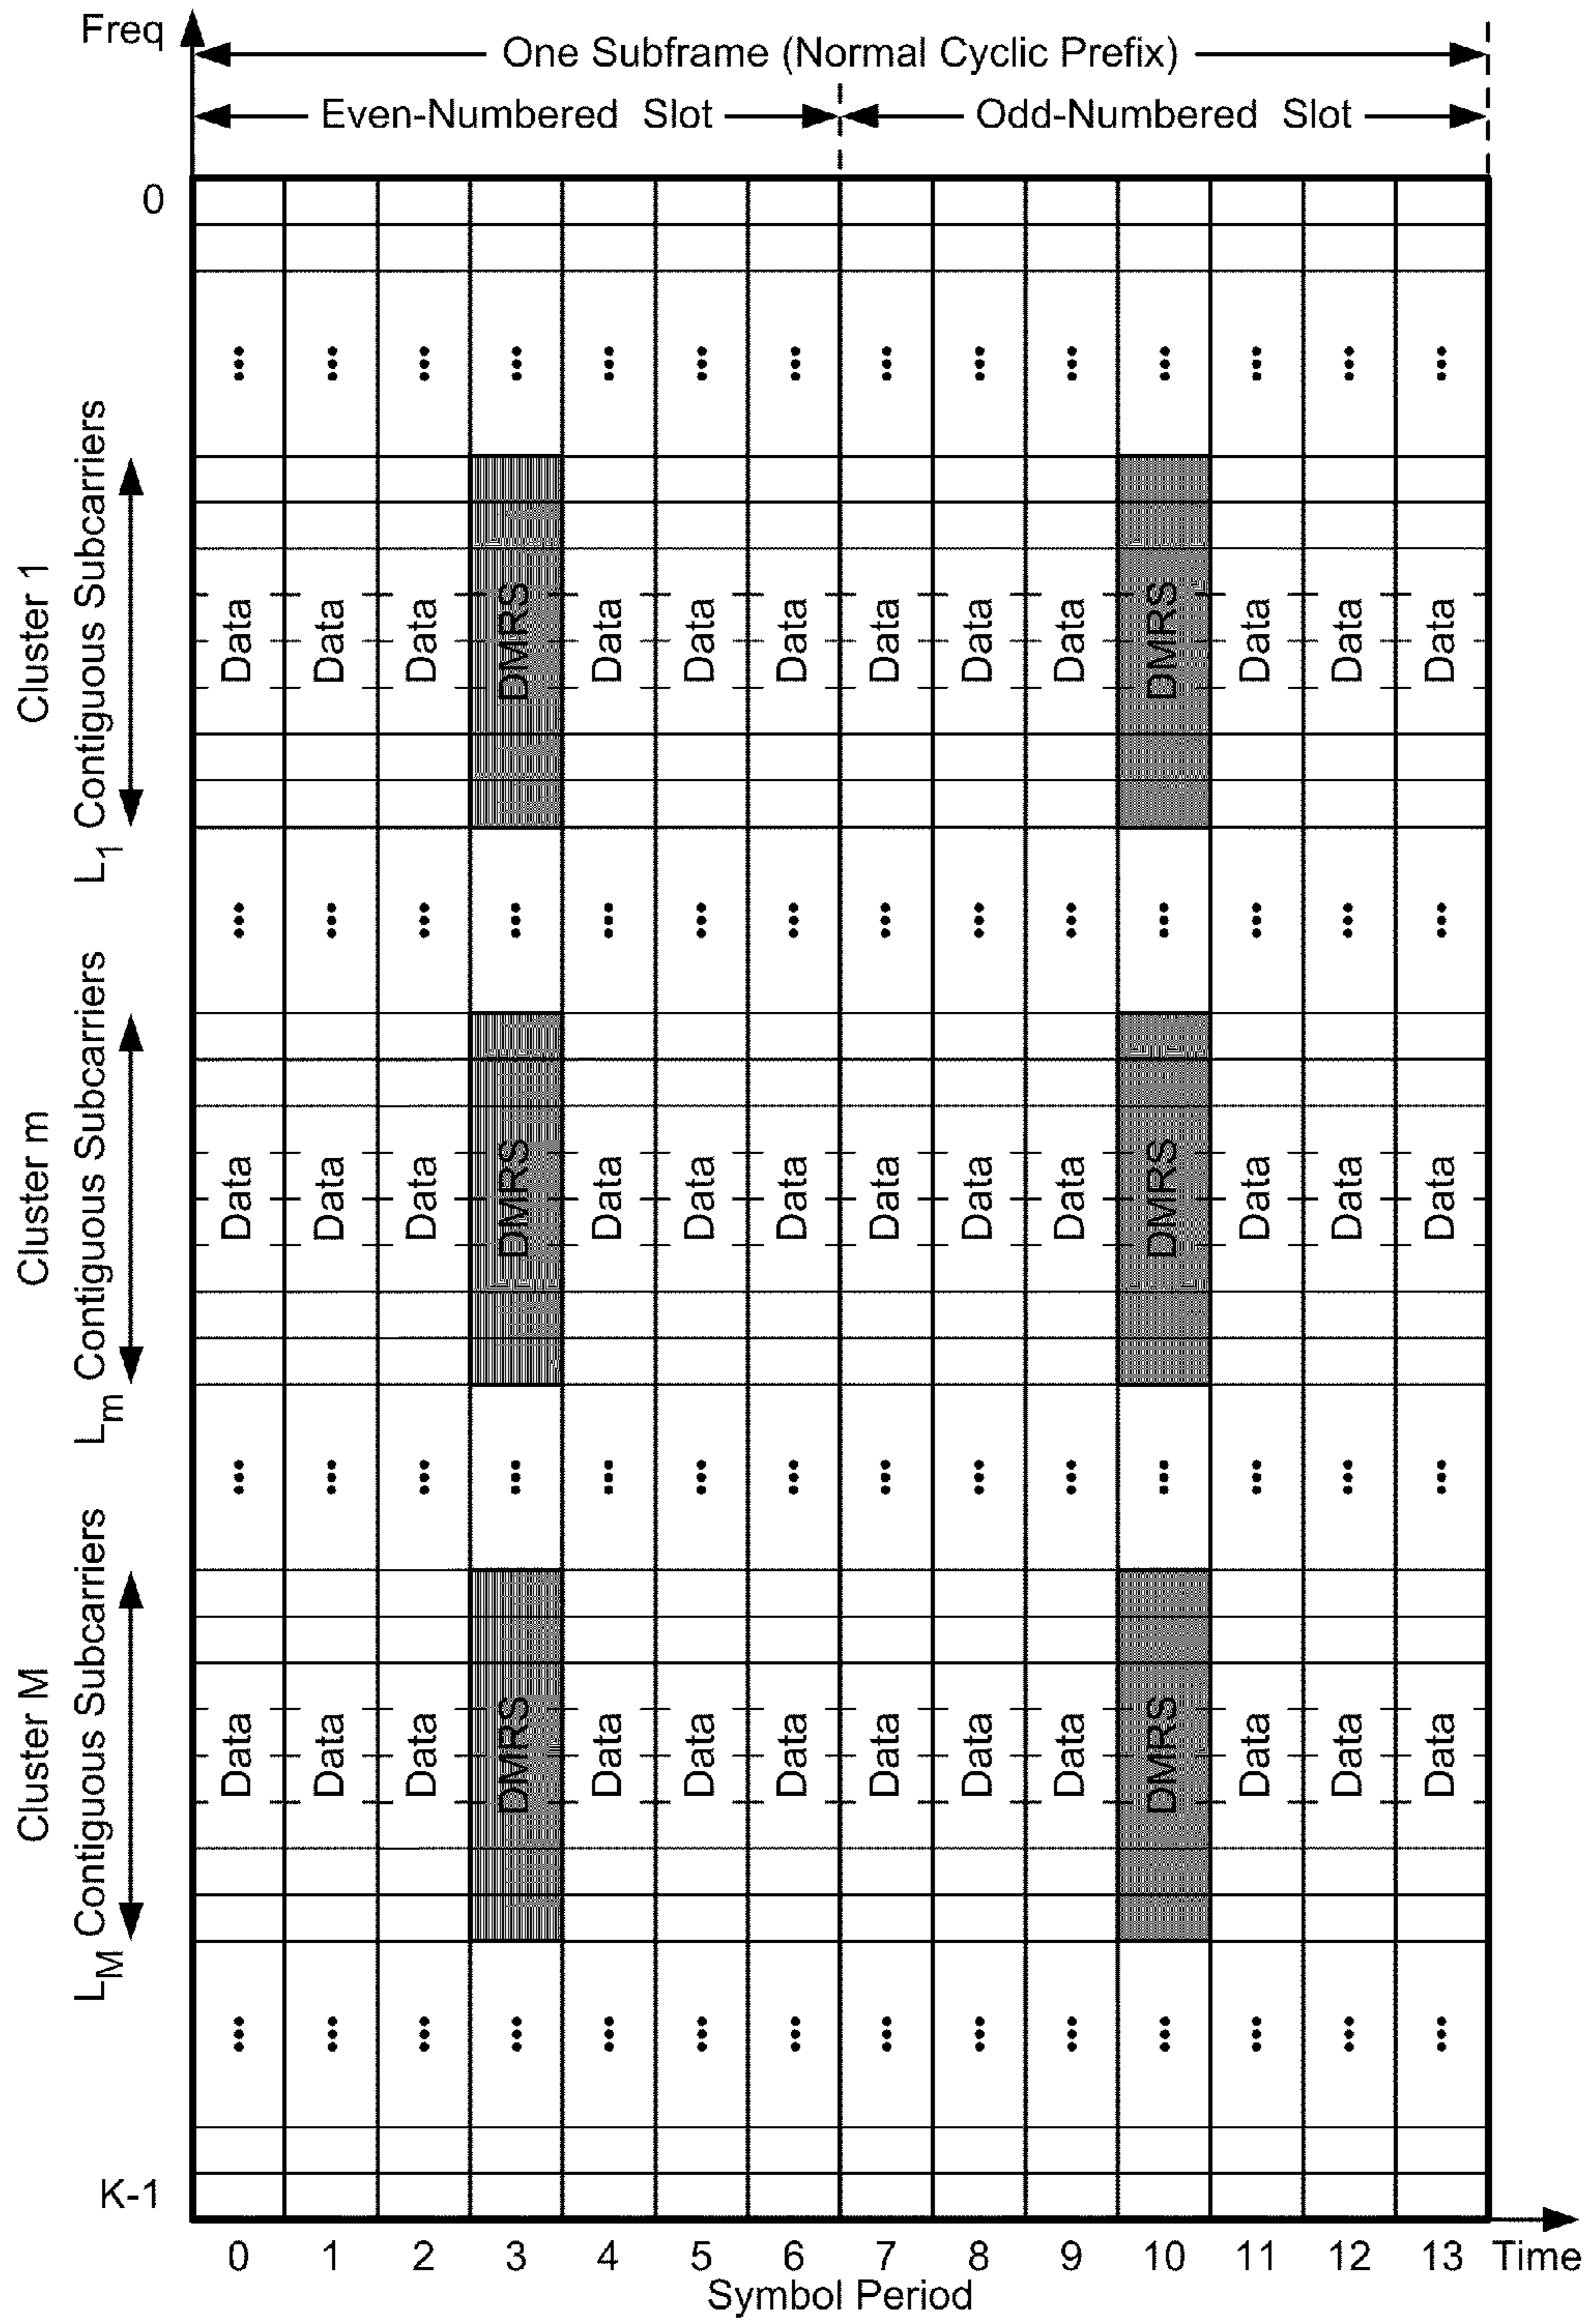 Freq
One Subframe (Normal Cyclic Prefix)
Even-Numbered Slot Odd-Numbered Slot
0
... ... ... ... ... ... ... ... ... ... ... ... ... ...
Cluster 1
L1 Contiguous Subcarriers
Data Data Data DMRS Data Data Data Data Data Data DMRS Data Data Data
... ... ... ... ... ... ... ... ... ... ... ... ... ...
Cluster m
Lm Contiguous Subcarriers
Data Data Data DMRS Data Data Data Data Data Data DMRS Data Data Data
... ... ... ... ... ... ... ... ... ... ... ... ... ...
Cluster M
LM Contiguous Subcarriers
Data Data Data DMRS Data Data Data Data Data Data DMRS Data Data Data
... ... ... ... ... ... ... ... ... ... ... ... ... ...
K-1
0 1 2 3 4 5 6 7 8 9 10 11 12 13 Time
Symbol Period